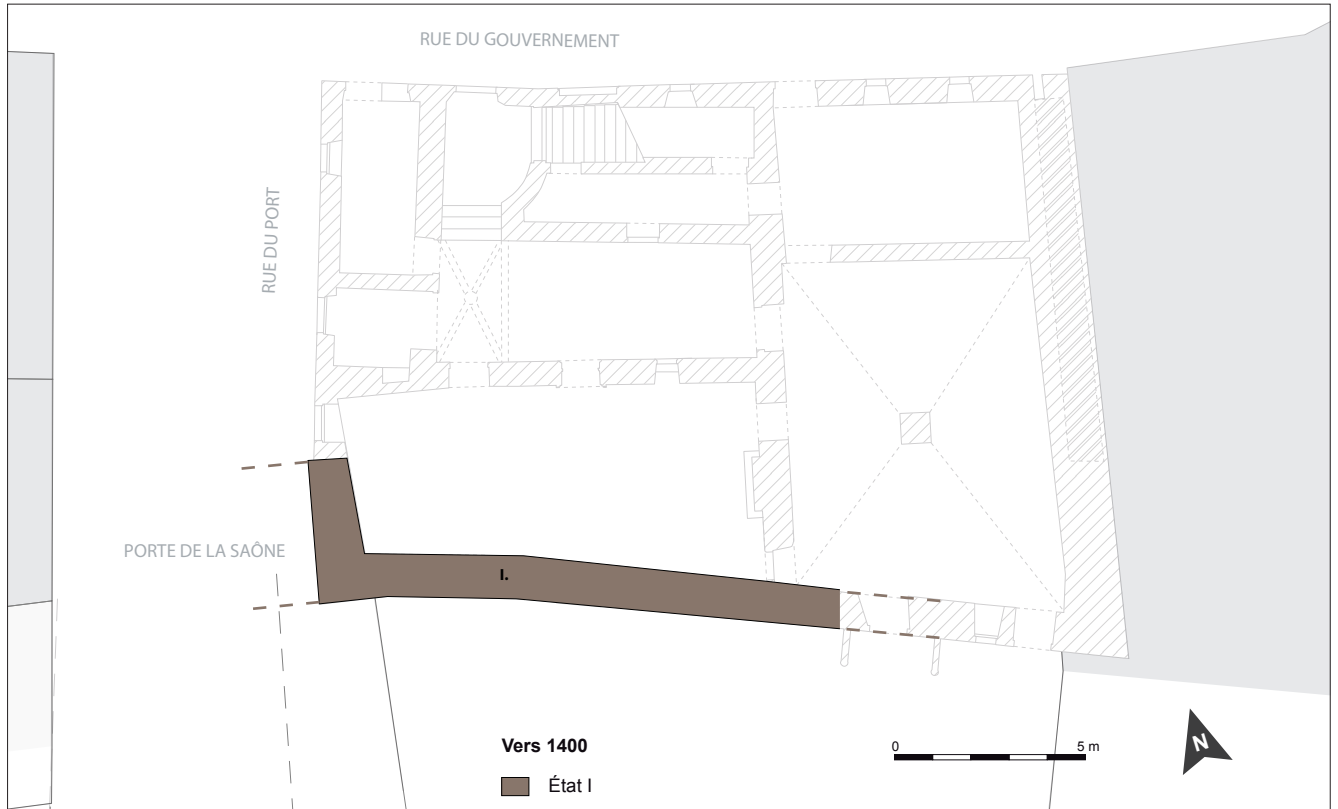 RUE DU GOUVERNEMENT
RUE DU PORT
PORTE DE LA SAÔNE
I.
Vers 1400
État I
0 5 m
N